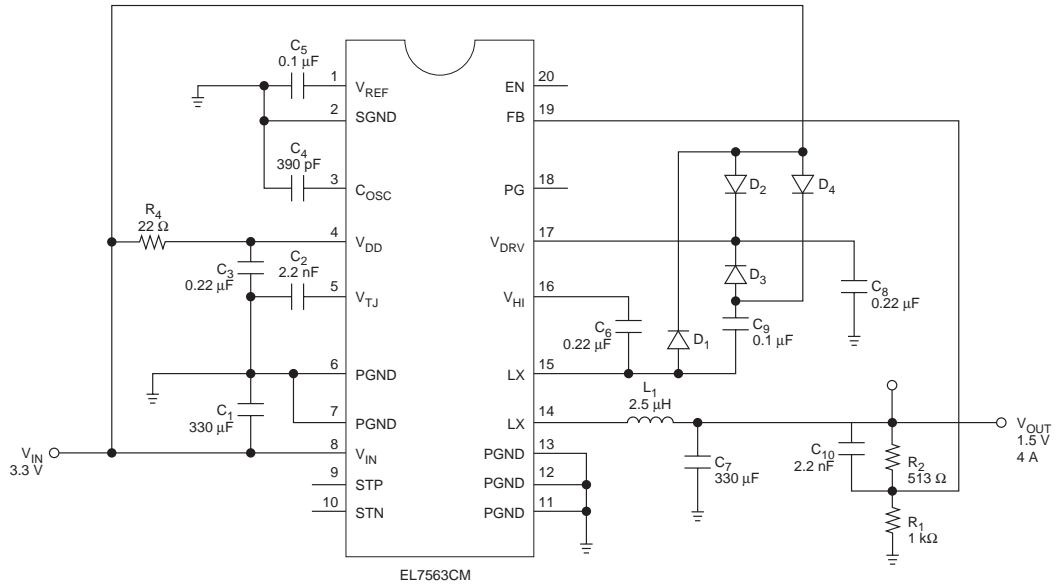 C5
0.1 μF
1
VREF
2
SGND
C4
390 pF
3
COSC
R4
22 Ω
4
VDD
C3
0.22 μF
C2
2.2 nF
5
VTJ
6
PGND
7
PGND
C1
330 μF
VIN
3.3 V
8
VIN
9
STP
10
STN
EN
20
FB
19
PG
18
VDRV
17
VHI
16
LX
15
LX
14
PGND
13
PGND
12
PGND
11
D2
D4
D3
D1
C8
0.22 μF
C6
0.22 μF
C9
0.1 μF
L1
2.5 μH
C7
330 μF
C10
2.2 nF
R2
513 Ω
R1
1 kΩ
VOUT
1.5 V
4 A
EL7563CM